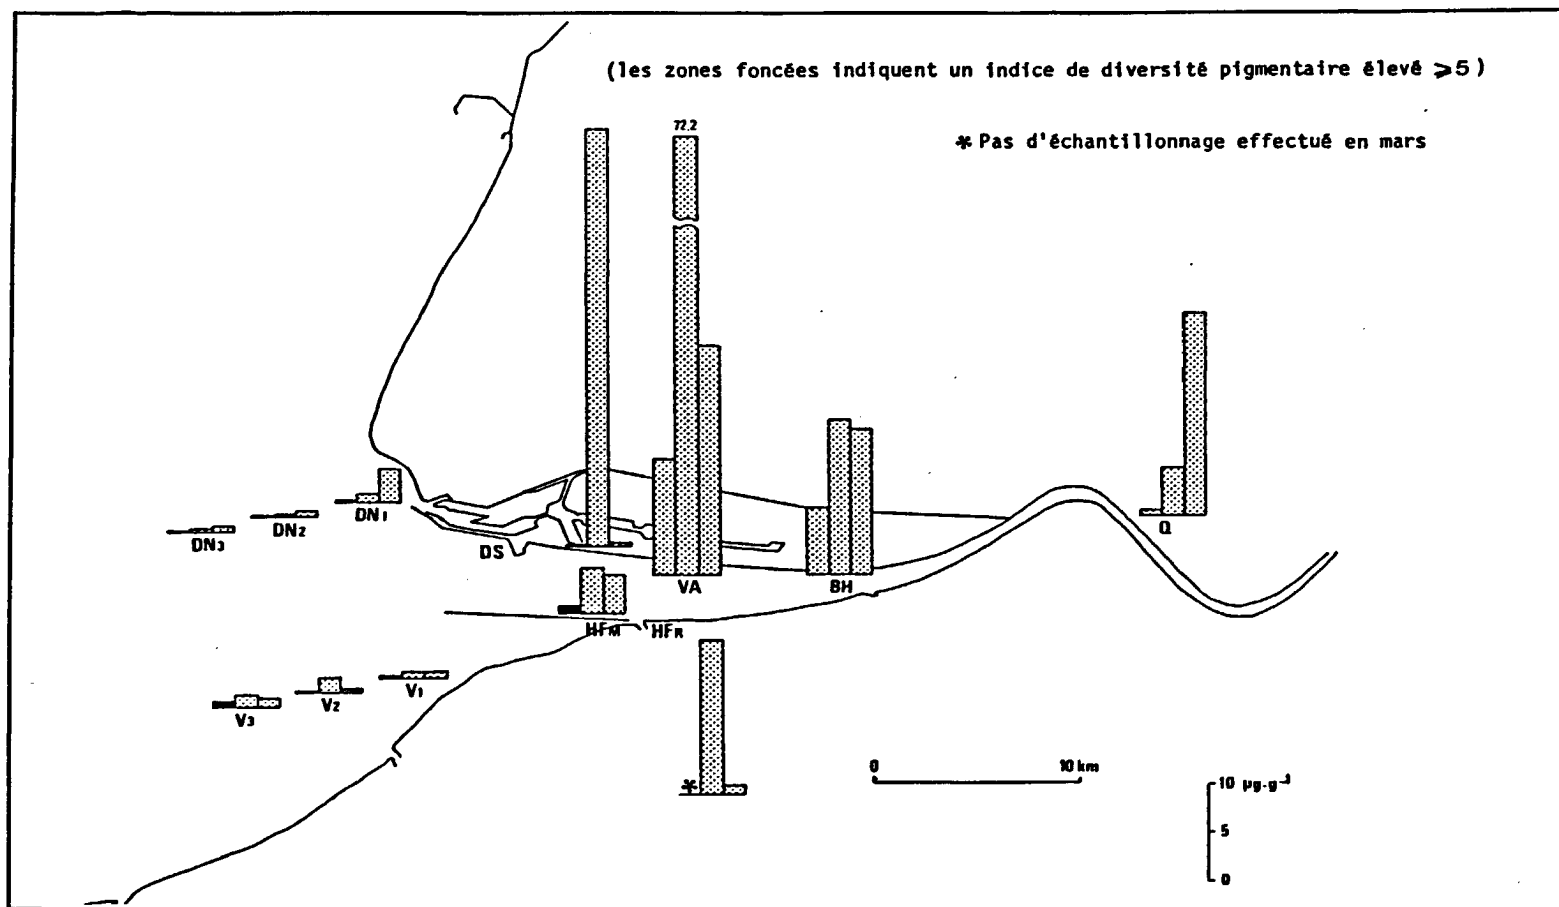 (les zones foncées indiquent un indice de diversité pigmentaire élevé ⩾5)
* Pas d'échantillonnage effectué en mars
72,2
DN3
DN2
DN1
DS
VA
BH
Q
HFM
HFR
V3
V2
V1
*
0 10 km
10 µg.g-1
5
0